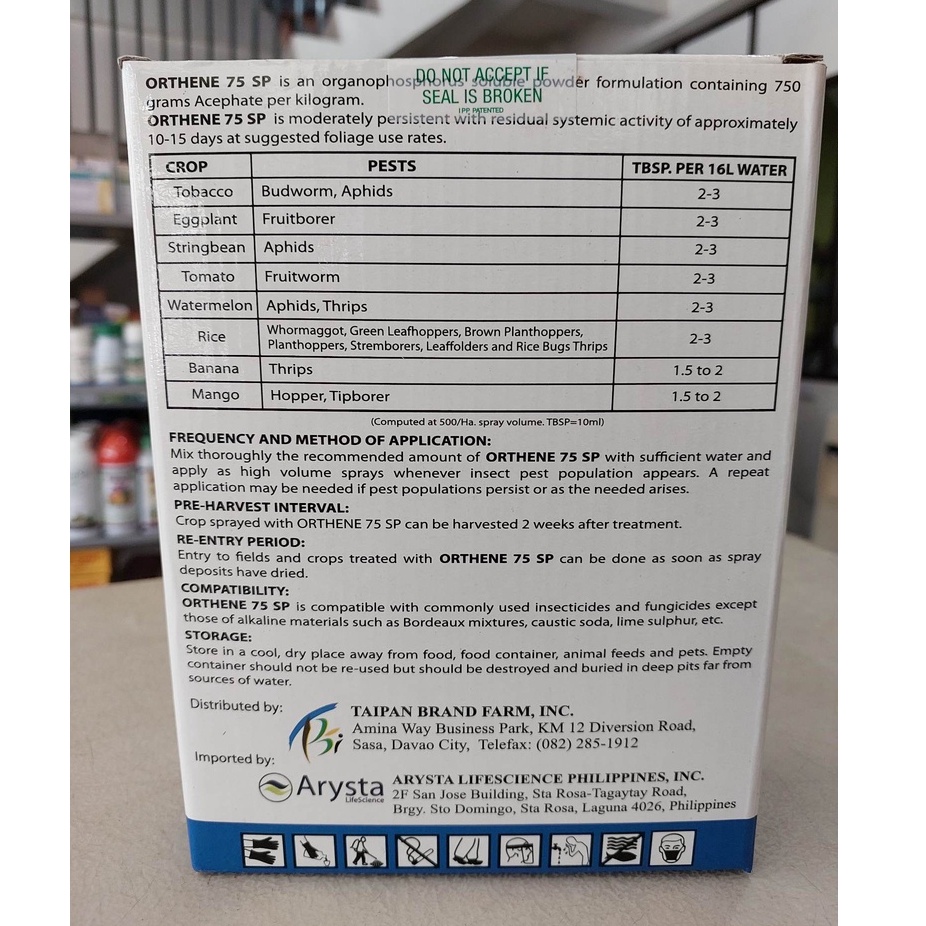 DO NOT ACCEPT IF
SEAL IS BROKEN
IPP PATENTED
ORTHENE 75 SP is an organophosphorus soluble powder formulation containing 750
grams Acephate per kilogram.
ORTHENE 75 SP is moderately persistent with residual systemic activity of approximately
10-15 days at suggested foliage use rates.
CROP PESTS TBSP. PER 16L WATER
Tobacco Budworm, Aphids 2-3
Eggplant Fruitborer 2-3
Stringbean Aphids 2-3
Tomato Fruitworm 2-3
Watermelon Aphids, Thrips 2-3
Rice Whormaggot, Green Leafhoppers, Brown Planthoppers,
Planthoppers, Stremborers, Leaffolders and Rice Bugs Thrips 2-3
Banana Thrips 1.5 to 2
Mango Hopper, Tipborer 1.5 to 2
(Computed at 500/Ha. spray volume. TBSP=10ml)
FREQUENCY AND METHOD OF APPLICATION:
Mix thoroughly the recommended amount of ORTHENE 75 SP with sufficient water and
apply as high volume sprays whenever insect pest population appears. A repeat
application may be needed if pest populations persist or as the needed arises.
PRE-HARVEST INTERVAL:
Crop sprayed with ORTHENE 75 SP can be harvested 2 weeks after treatment.
RE-ENTRY PERIOD:
Entry to fields and crops treated with ORTHENE 75 SP can be done as soon as spray
deposits have dried.
COMPATIBILITY:
ORTHENE 75 SP is compatible with commonly used insecticides and fungicides except
those of alkaline materials such as Bordeaux mixtures, caustic soda, lime sulphur, etc.
STORAGE:
Store in a cool, dry place away from food, food container, animal feeds and pets. Empty
container should not be re-used but should be destroyed and buried in deep pits far from
sources of water.
Distributed by:
TAIPAN BRAND FARM, INC.
Amina Way Business Park, KM 12 Diversion Road,
Sasa, Davao City, Telefax: (082) 285-1912
Imported by:
Arysta
LifeScience
ARYSTA LIFESCIENCE PHILIPPINES, INC.
2F San Jose Building, Sta Rosa-Tagaytay Road,
Brgy. Sto Domingo, Sta Rosa, Laguna 4026, Philippines